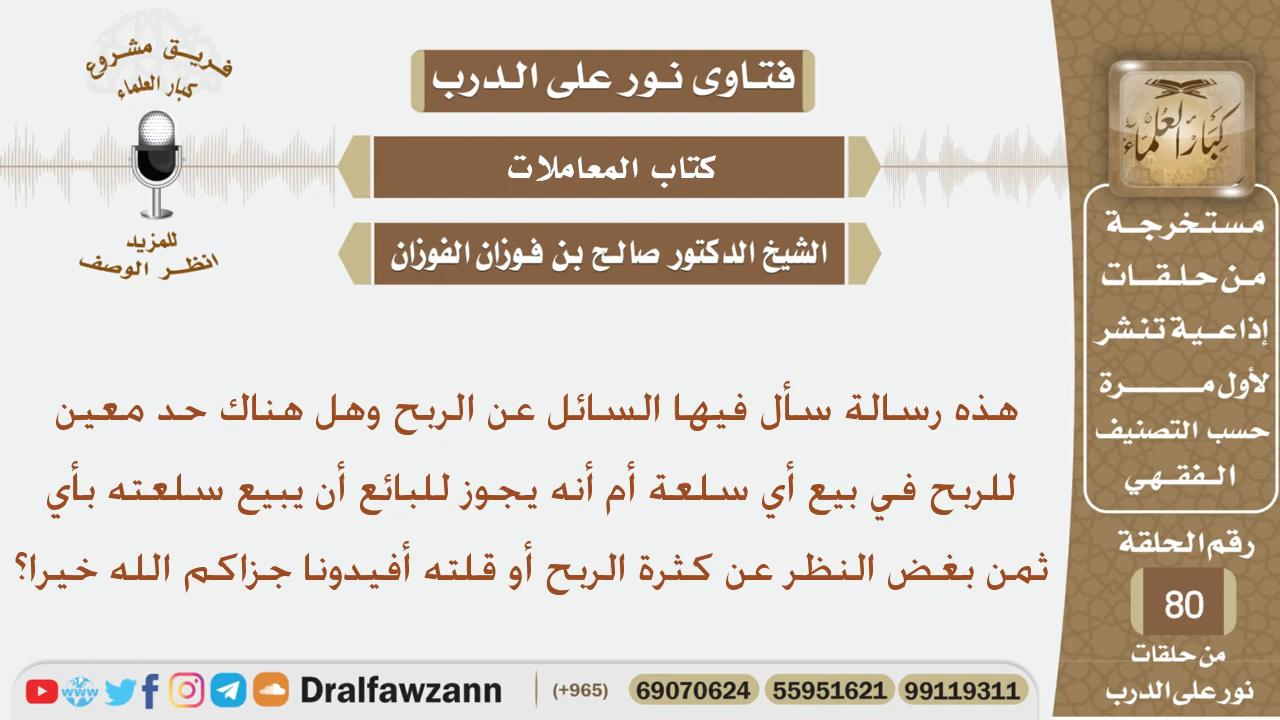 فريق مشروع
كبار العلماء
للمزيد
انظر الوصف
فتاوى نور على الدرب
كتاب المعاملات
الشيخ الدكتور صالح بن فوزان الفوزان
هذه رسالة سأل فيها السائل عن الربح وهل هناك حد معين
للربح في بيع أي سلعة أم أنه يجوز للبائع أن يبيع سلعته بأي
ثمن بغض النظر عن كثرة الربح أو قلته أفيدونا جزاكم الله خيرا؟
كبار العلماء
مستخرجة
من حلقات
إذاعية تنشر
لأول مرة
حسب التصنيف
الفقهي
رقم الحلقة
80
من حلقات
نور على الدرب
www Dralfawzann (+965) 69070624 55951621 99119311